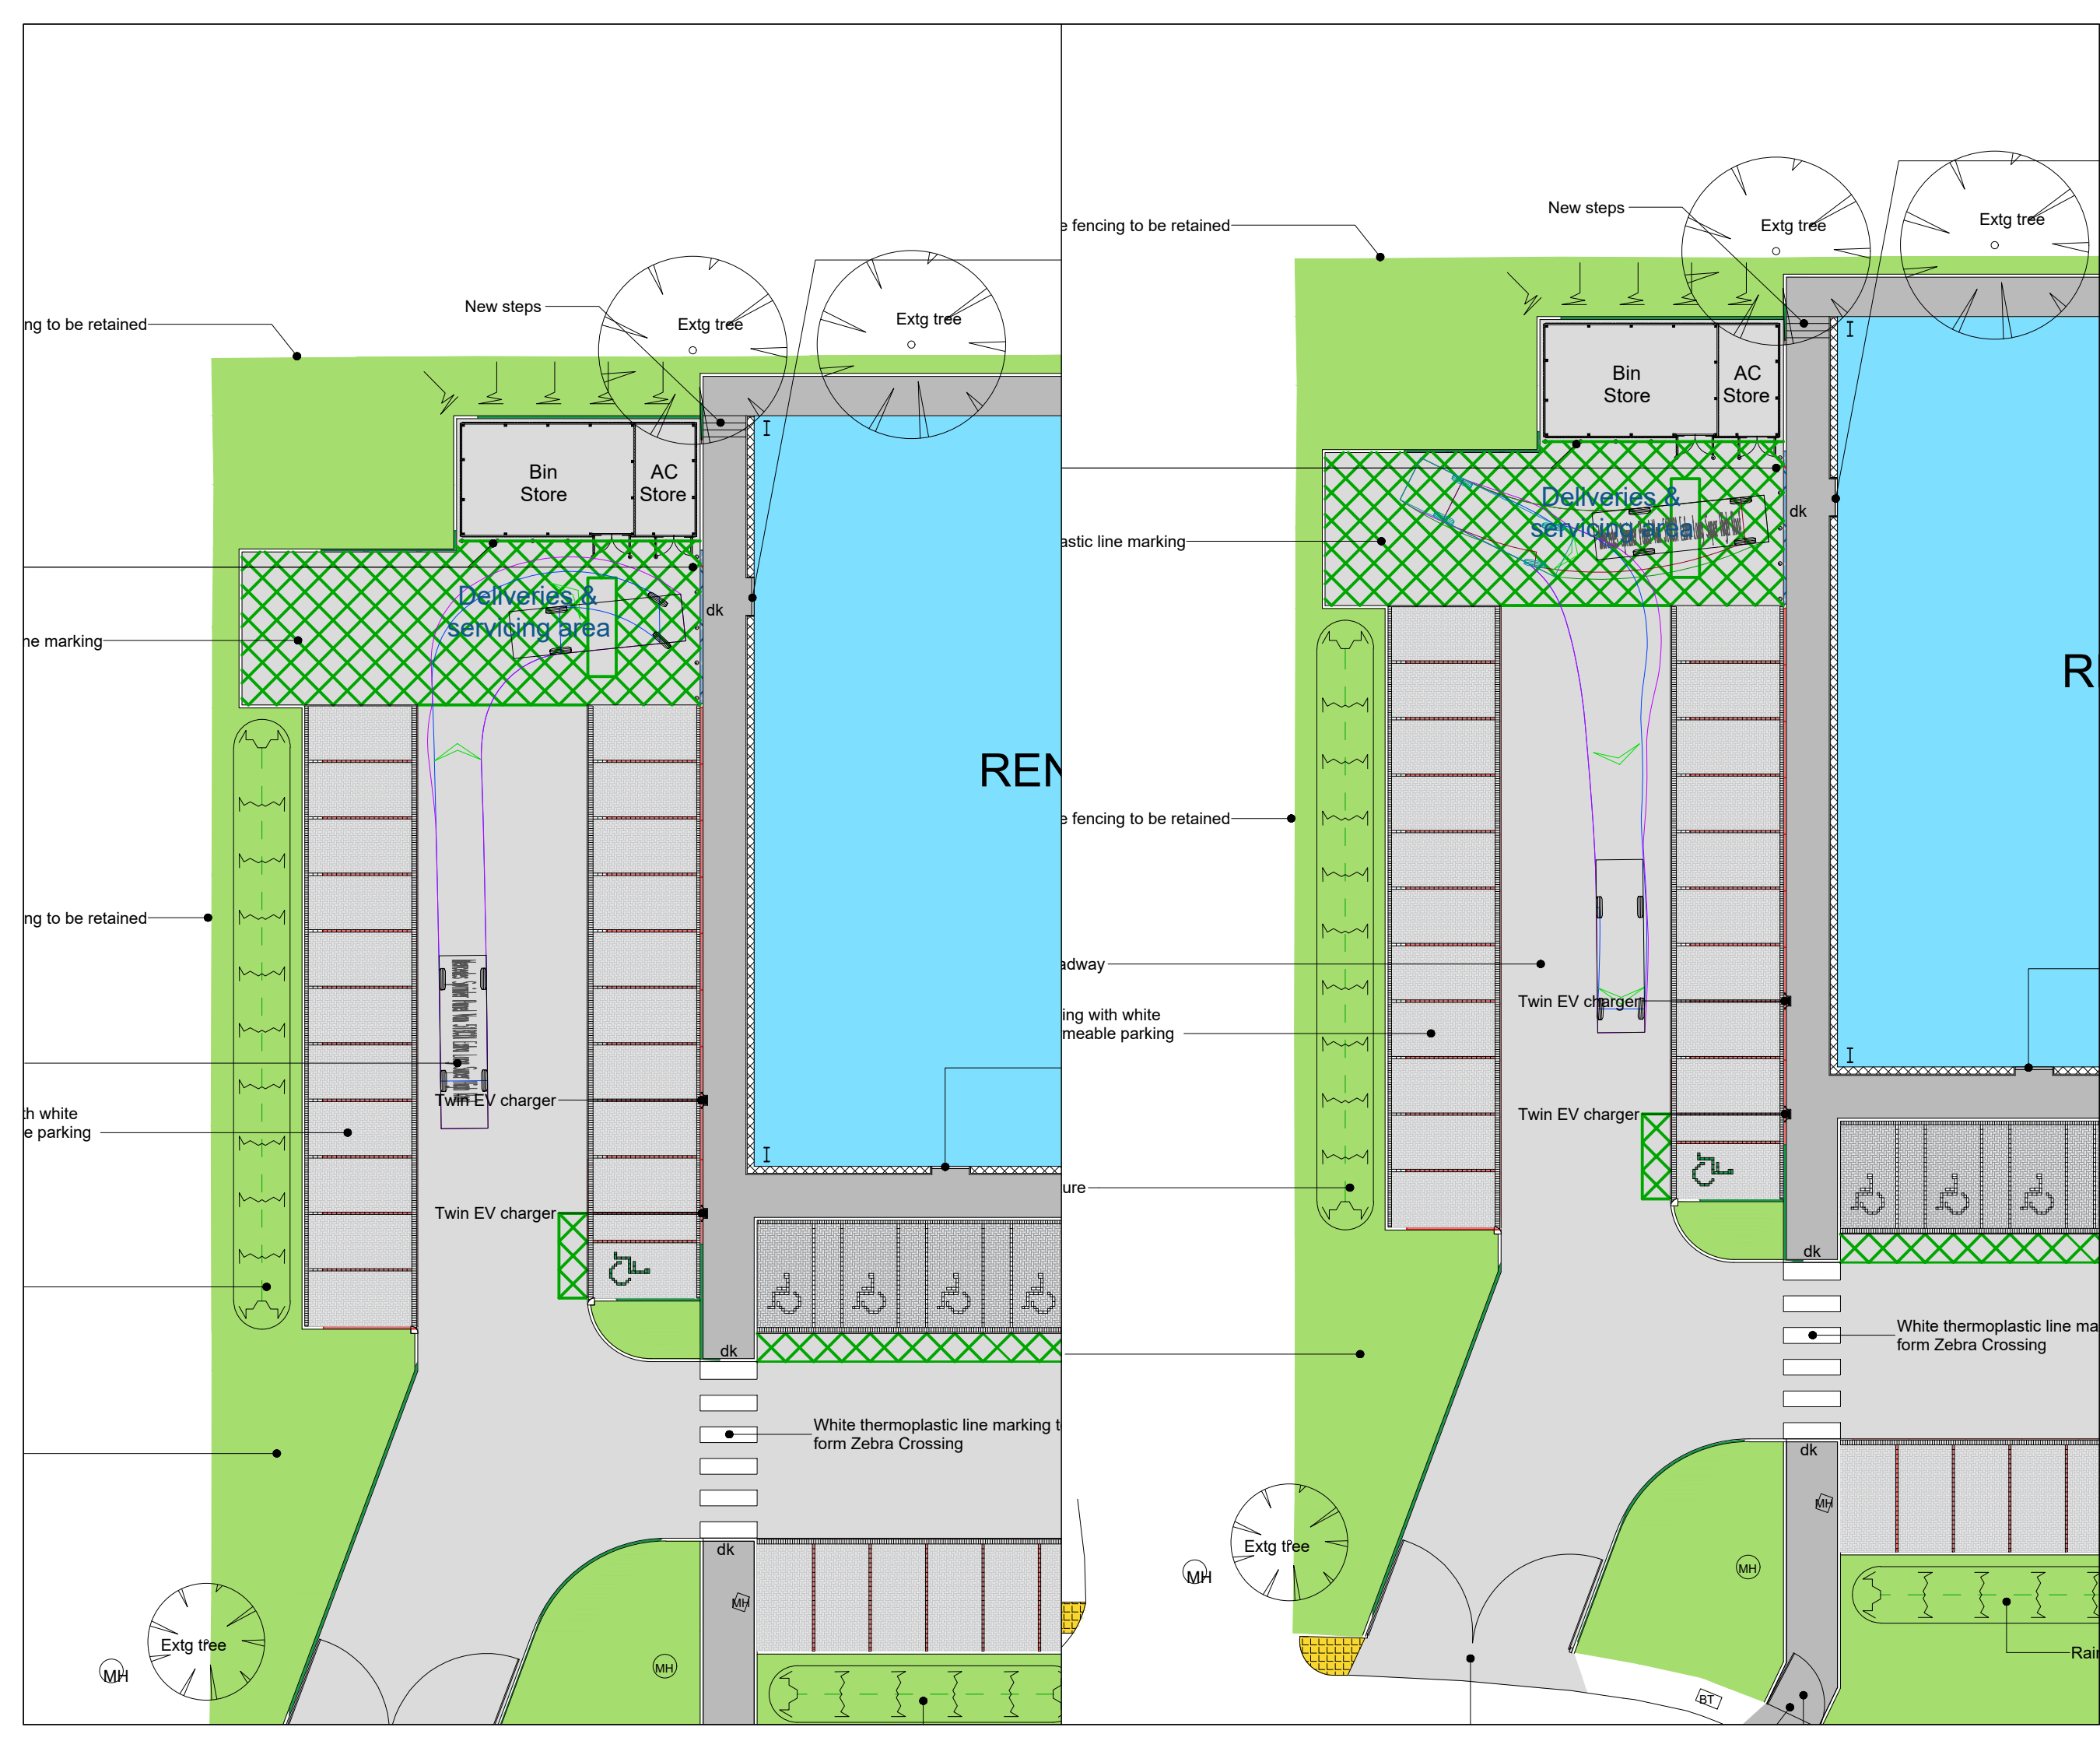 New steps
Extg tree
Extg tree
ng to be retained
Bin
Store
AC
Store
Deliveries &
servicing area
dk
ne marking
REN
ng to be retained
Twin EV charger
th white
e parking
Twin EV charger
dk
White thermoplastic line marking t
form Zebra Crossing
dk
MH
Extg tree
MH
MH
New steps
Extg tree
Extg tree
e fencing to be retained
Bin
Store
AC
Store
Deliveries &
servicing area
dk
astic line marking
R
e fencing to be retained
adway
Twin EV charger
ing with white
meable parking
Twin EV charger
ure
dk
White thermoplastic line ma
form Zebra Crossing
dk
MH
Extg tree
MH
MH
Rai
BT